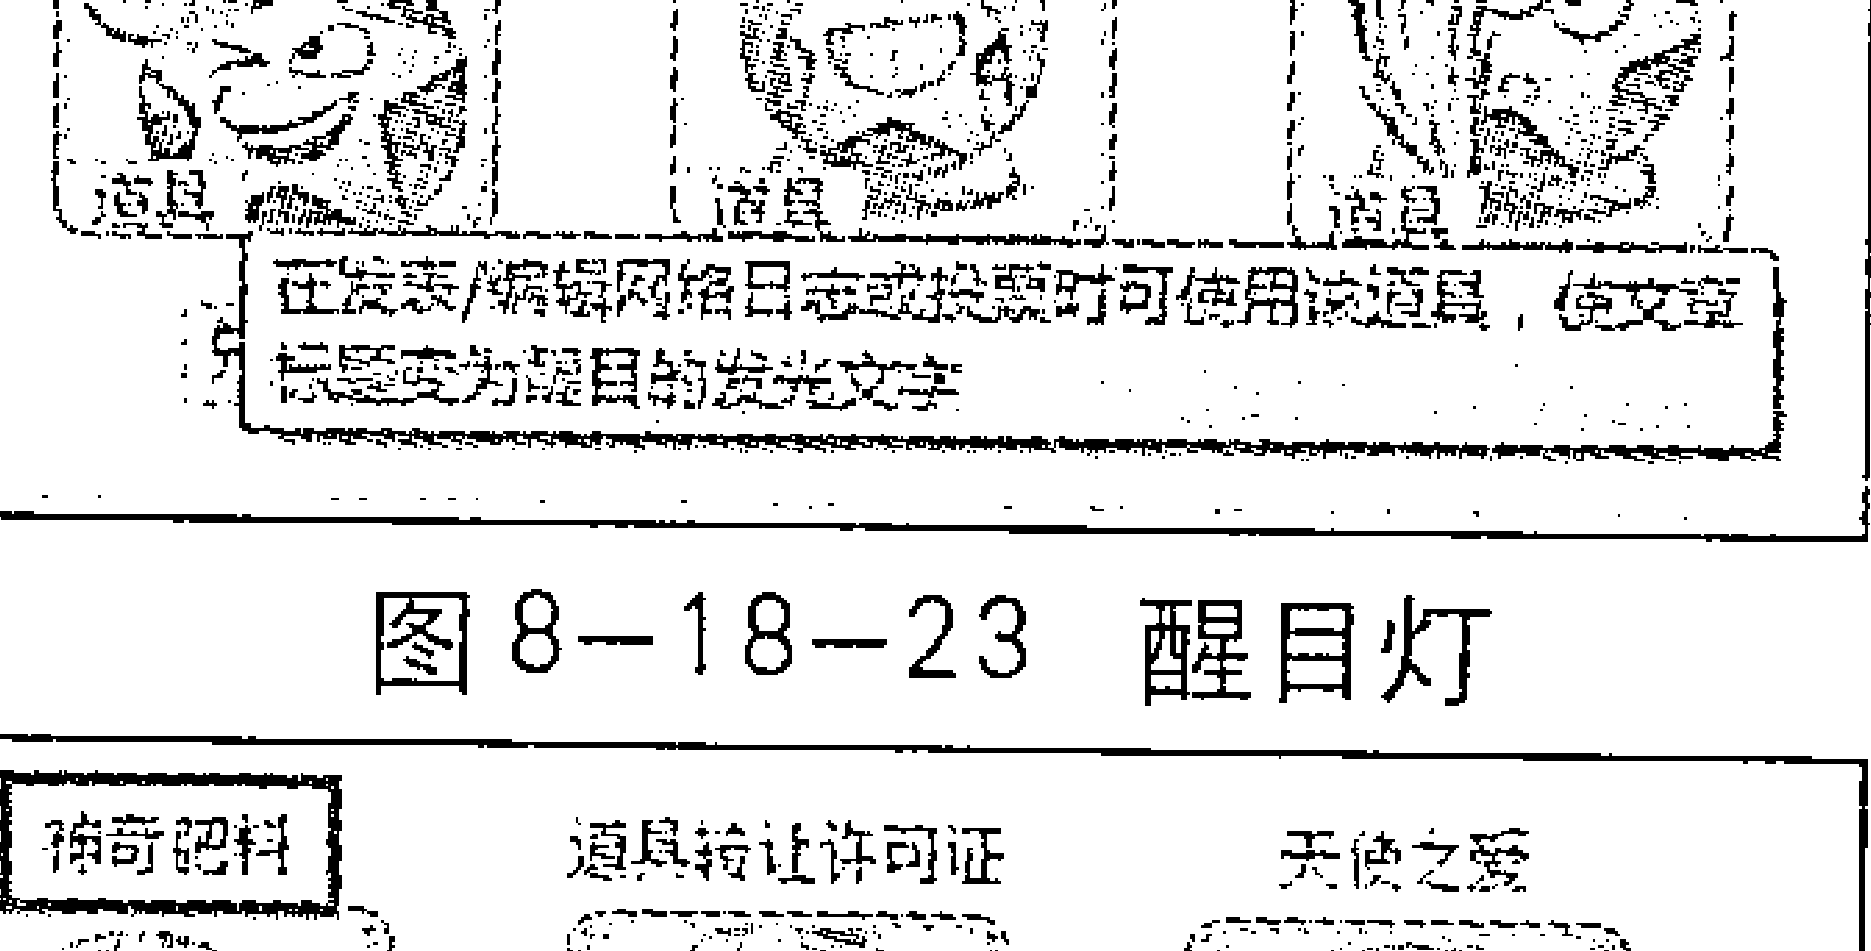 道具 道具 道具
在发表/编辑网络日志或投票时可使用该道具，使文章
标题变为醒目的发光文字
图8-18-23 醒目灯
神奇肥料 道具转让许可证 天使之爱